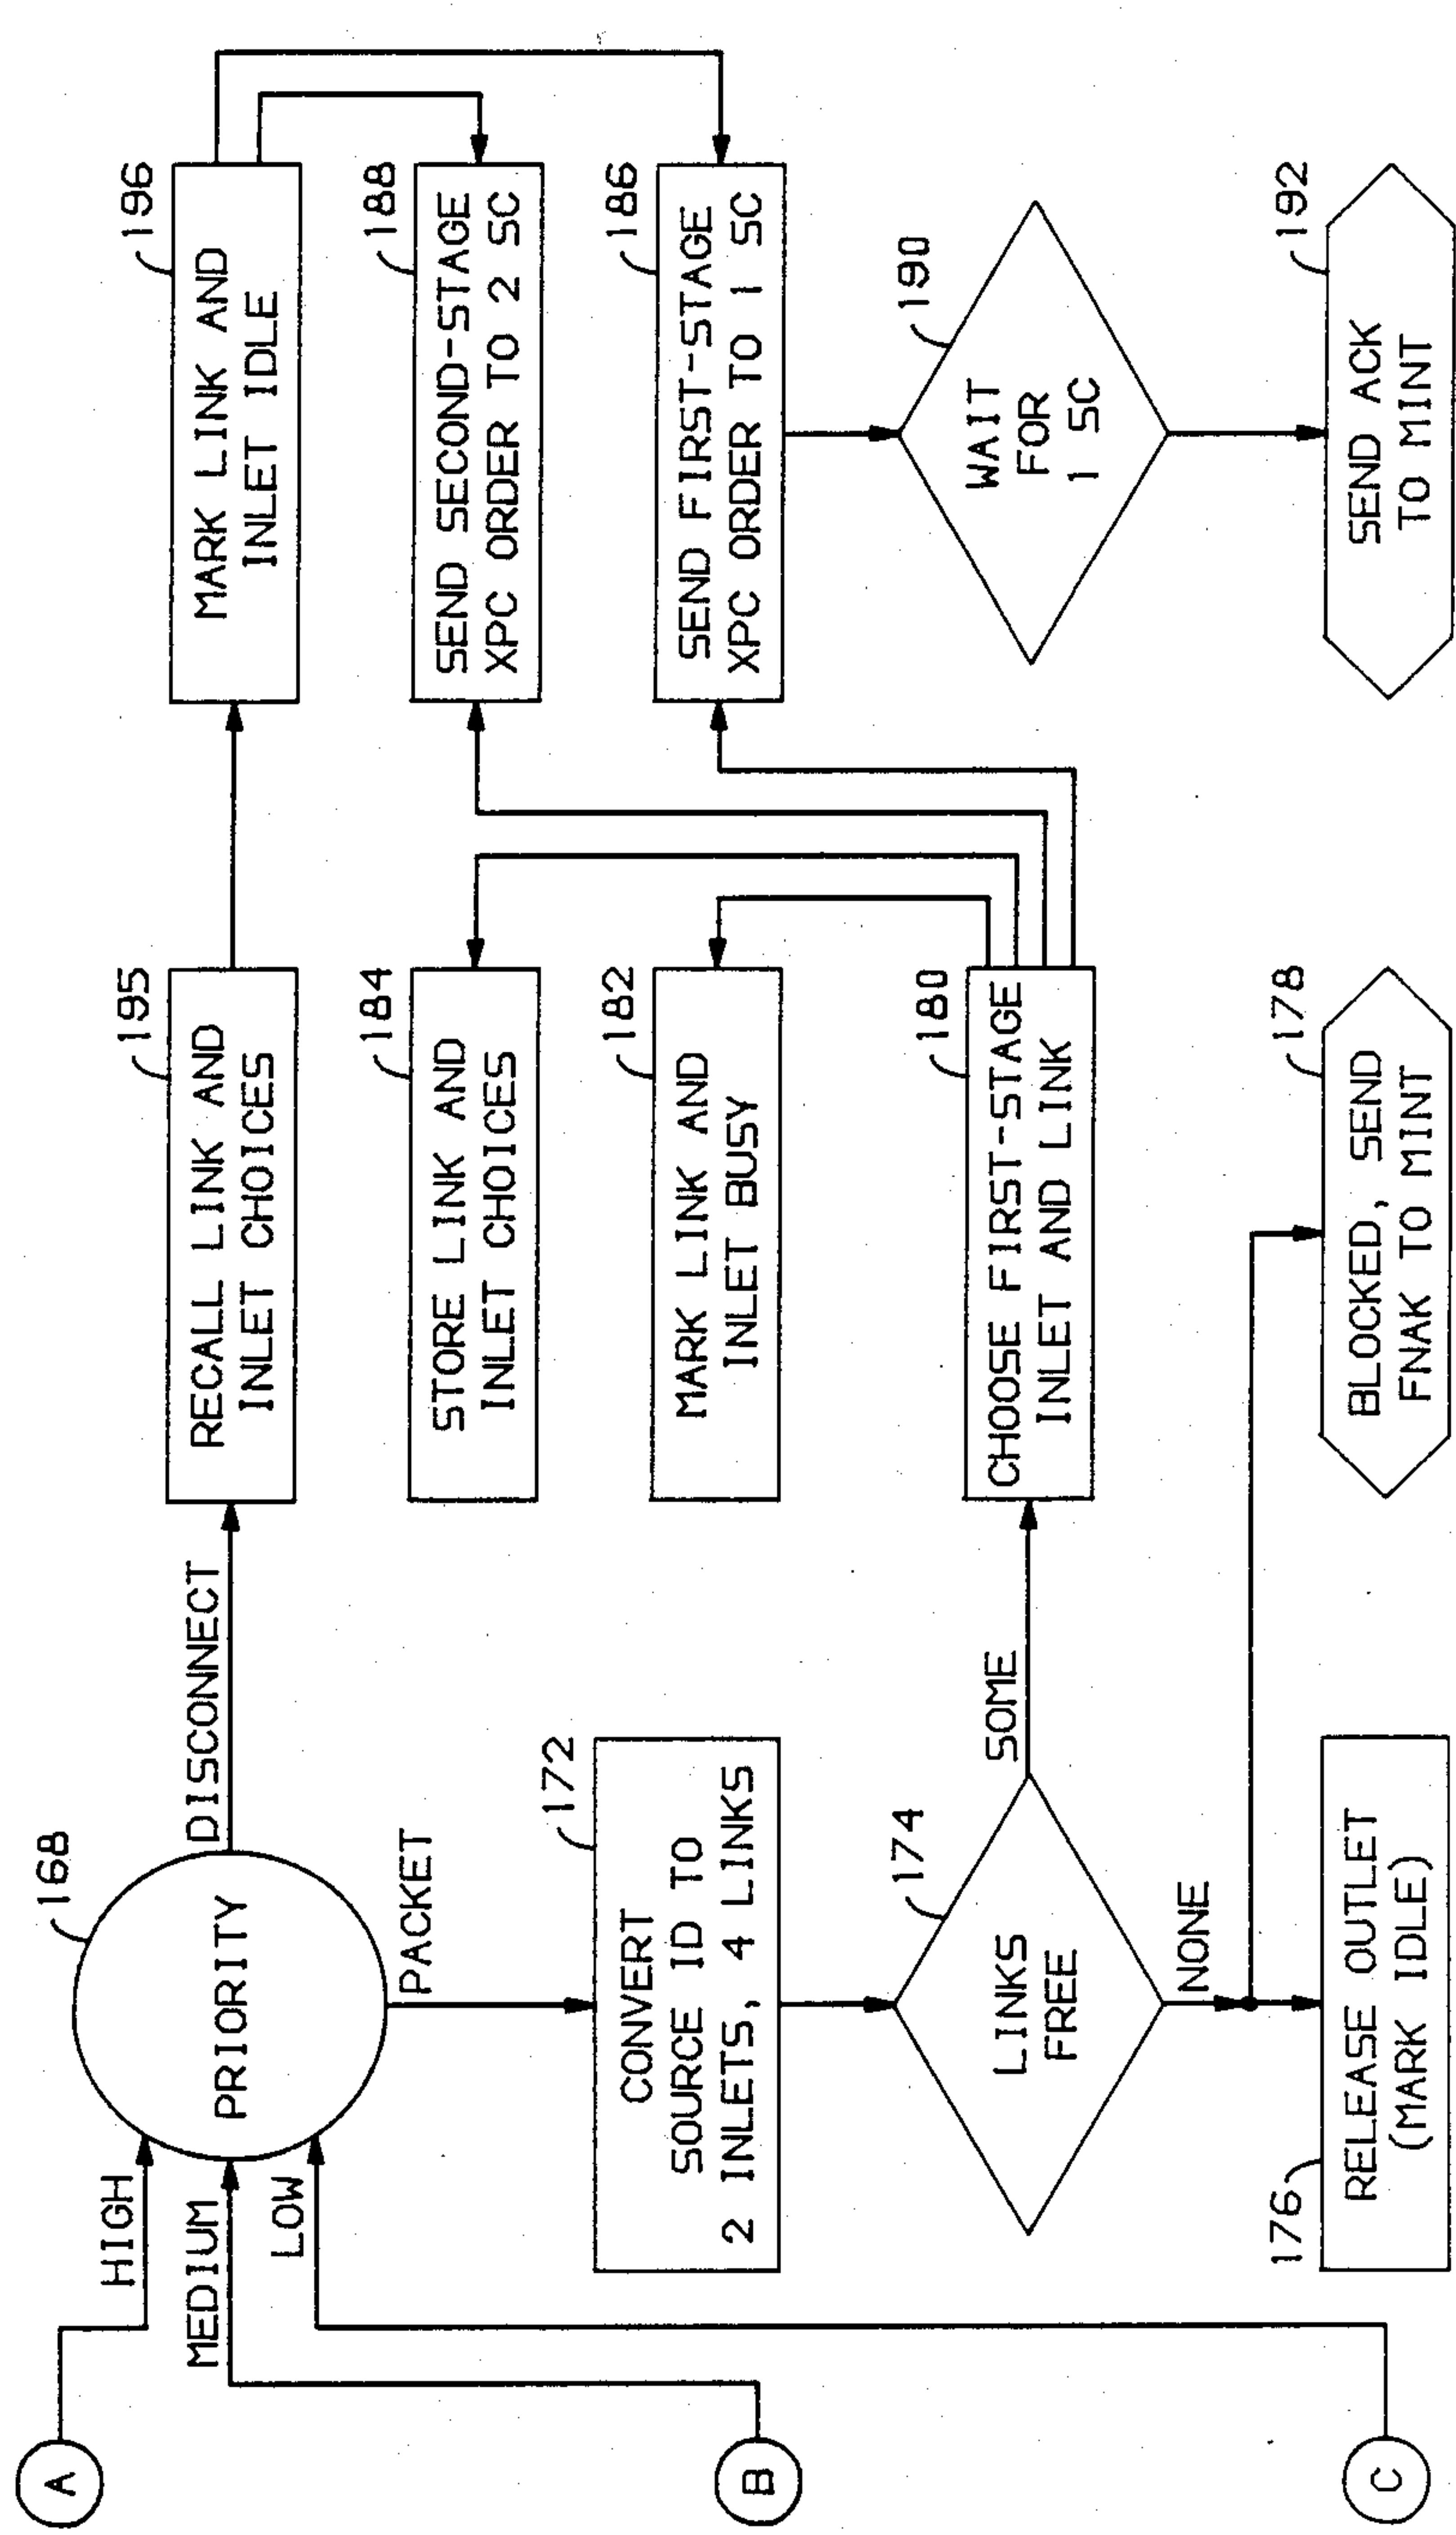 A
HIGH
MEDIUM
LOW
168
PRIORITY
DISCONNECT
195
RECALL LINK AND
INLET CHOICES
196
MARK LINK AND
INLET IDLE
184
STORE LINK AND
INLET CHOICES
188
SEND SECOND-STAGE
XPC ORDER TO 2 SC
PACKET
172
CONVERT
SOURCE ID TO
2 INLETS, 4 LINKS
182
MARK LINK AND
INLET BUSY
186
SEND FIRST-STAGE
XPC ORDER TO 1 SC
B
174
LINKS
FREE
SOME
180
CHOOSE FIRST-STAGE
INLET AND LINK
190
WAIT
FOR
1 SC
NONE
C
176
RELEASE OUTLET
(MARK IDLE)
178
BLOCKED, SEND
FNAK TO MINT
192
SEND ACK
TO MINT